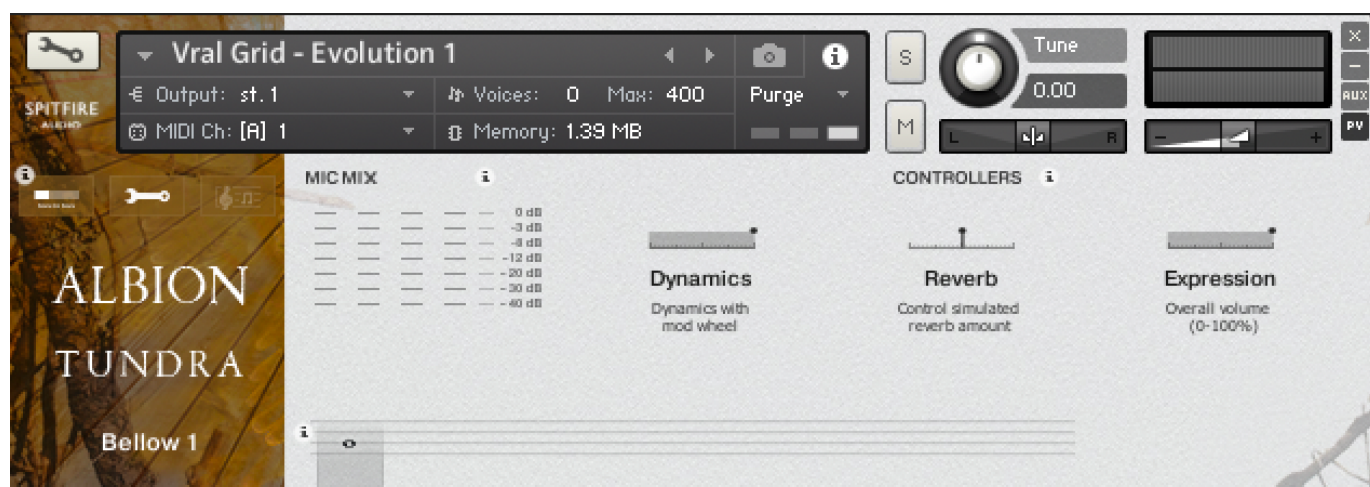 Vral Grid - Evolution 1
Output: st.1
Voices: 0 Max: 400
Purge
MIDI Ch: [A] 1
Memory: 1.39 MB
S
M
Tune
0.00
L
R
-
+
X
-
AUX
PV
SPITFIRE
AUDIO
ALBION
TUNDRA
Bellow 1
MIC MIX
0 dB
-3 dB
-12 dB
-20 dB
-30 dB
-40 dB
CONTROLLERS
Dynamics
Dynamics with
mod wheel
Reverb
Control simulated
reverb amount
Expression
Overall volume
(0-100%)